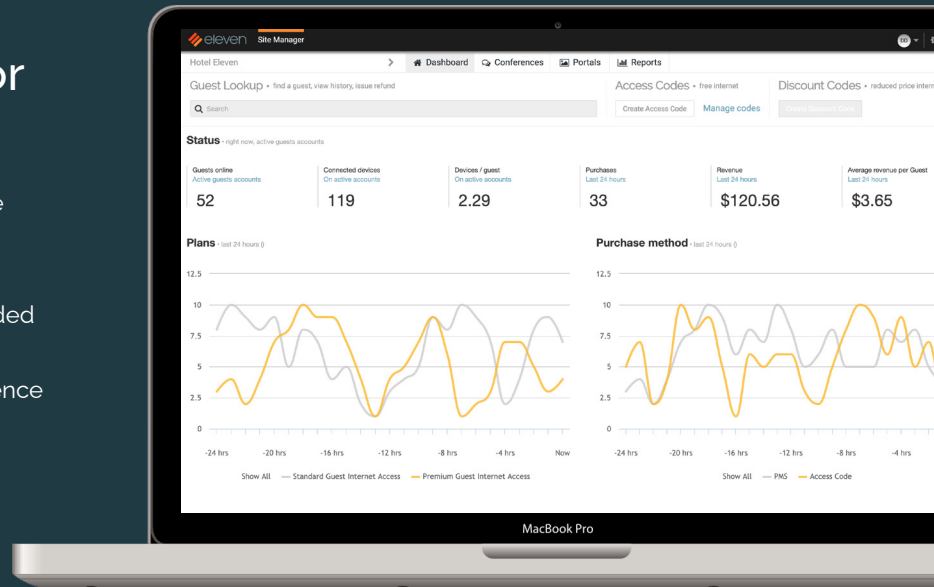 or
e
ded
ence
eleven Site Manager
DD
Hotel Eleven Dashboard Conferences Portals Reports
Guest Lookup • find a guest, view history, issue refund
Search
Access Codes • free internet
Create Access Code Manage codes
Discount Codes • reduced price intern
Create Discount Code
Status • right now, active guests accounts
Guests online
Active guests accounts
52
Connected devices
On active accounts
119
Devices / guest
On active accounts
2.29
Purchases
Last 24 hours
33
Revenue
Last 24 hours
$120.56
Average revenue per Guest
Last 24 hours
$3.65
Plans • last 24 hours ()
12.5
10
7.5
5
2.5
0
-24 hrs -20 hrs -16 hrs -12 hrs -8 hrs -4 hrs Now
Show All Standard Guest Internet Access Premium Guest Internet Access
Purchase method • last 24 hours ()
12.5
10
7.5
5
2.5
0
-24 hrs -20 hrs -16 hrs -12 hrs -8 hrs -4 hrs
Show All PMS Access Code
MacBook Pro